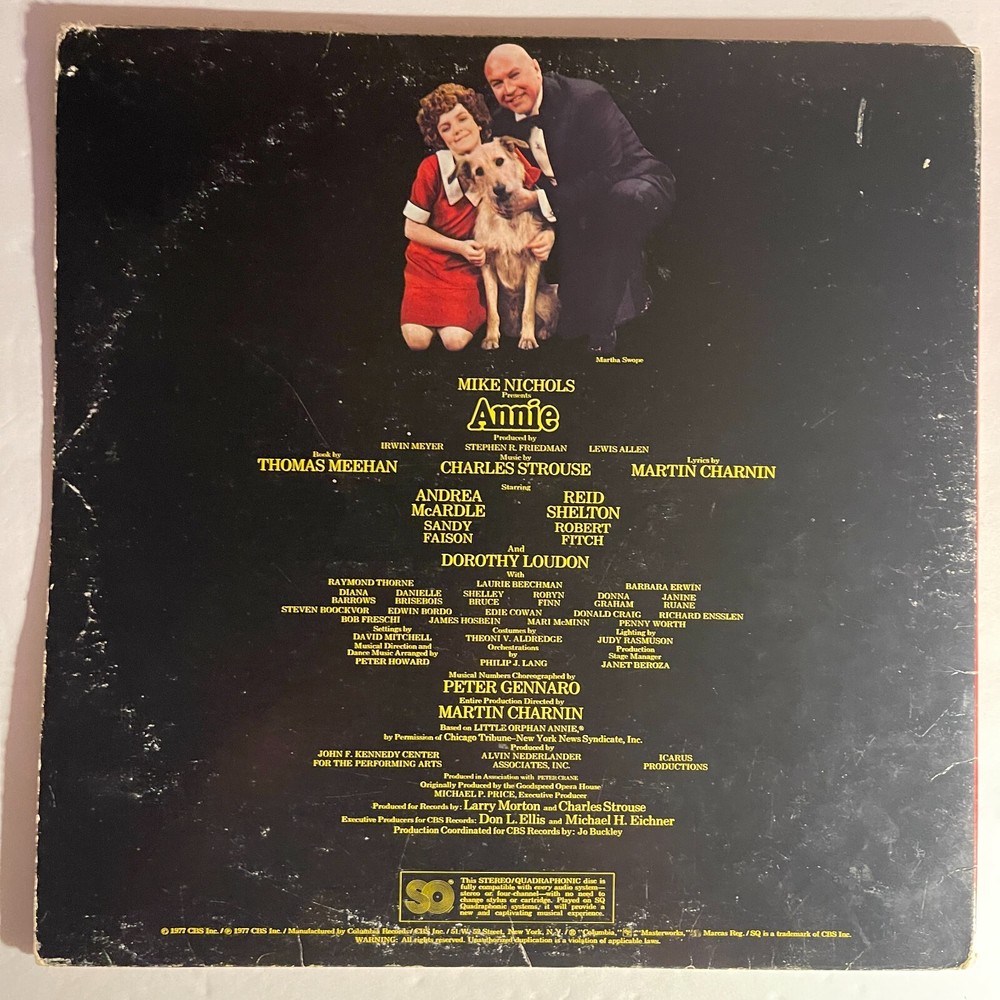 Martha Swope
MIKE NICHOLS
Presents
Annie
Produced by
IRWIN MEYER STEPHEN R. FRIEDMAN LEWIS ALLEN
Book by Music by Lyrics by
THOMAS MEEHAN CHARLES STROUSE MARTIN CHARNIN
Starring
ANDREA McARDLE REID SHELTON
SANDY FAISON ROBERT FITCH
And
DOROTHY LOUDON
With
RAYMOND THORNE LAURIE BEECHMAN BARBARA ERWIN
DIANA BARROWS DANIELLE BRISEBOIS SHELLEY BRUCE ROBYN FINN DONNA GRAHAM JANINE RUANE
STEVEN BOOCKVOR EDWIN BORDO EDIE COWAN DONALD CRAIG RICHARD ENSSLEN
BOB FRESCHI JAMES HOSBEIN MARI McMINN PENNY WORTH
Settings by Costumes by Lighting by
DAVID MITCHELL THEONI V. ALDREDGE JUDY RASMUSON
Musical Direction and Dance Music Arranged by Orchestrations by Production Stage Manager
PETER HOWARD PHILIP J. LANG JANET BEROZA
Musical Numbers Choreographed by
PETER GENNARO
Entire Production Directed by
MARTIN CHARNIN
Based on LITTLE ORPHAN ANNIE,®
by Permission of Chicago Tribune–New York News Syndicate, Inc.
Produced by
JOHN F. KENNEDY CENTER FOR THE PERFORMING ARTS ALVIN NEDERLANDER ASSOCIATES, INC. ICARUS PRODUCTIONS
Produced in Association with PETER CRANE
Originally Produced by the Goodspeed Opera House
MICHAEL P. PRICE, Executive Producer
Produced for Records by: Larry Morton and Charles Strouse
Executive Producers for CBS Records: Don L. Ellis and Michael H. Eichner
Production Coordinated for CBS Records by: Jo Buckley
SQ®
This STEREO/QUADRAPHONIC disc is
fully compatible with every audio system—
stereo or four-channel—with no need to
change stylus or cartridge. Played on SQ
Quadraphonic systems, it will provide a
new and captivating musical experience.
© 1977 CBS Inc. / ℗ 1977 CBS Inc. / Manufactured by Columbia Records/CBS Inc. / 51 W. 52 Street, New York, N.Y. / ® "Columbia," "Masterworks," Marcas Reg. / SQ is a trademark of CBS Inc.
WARNING: All rights reserved. Unauthorized duplication is a violation of applicable laws.